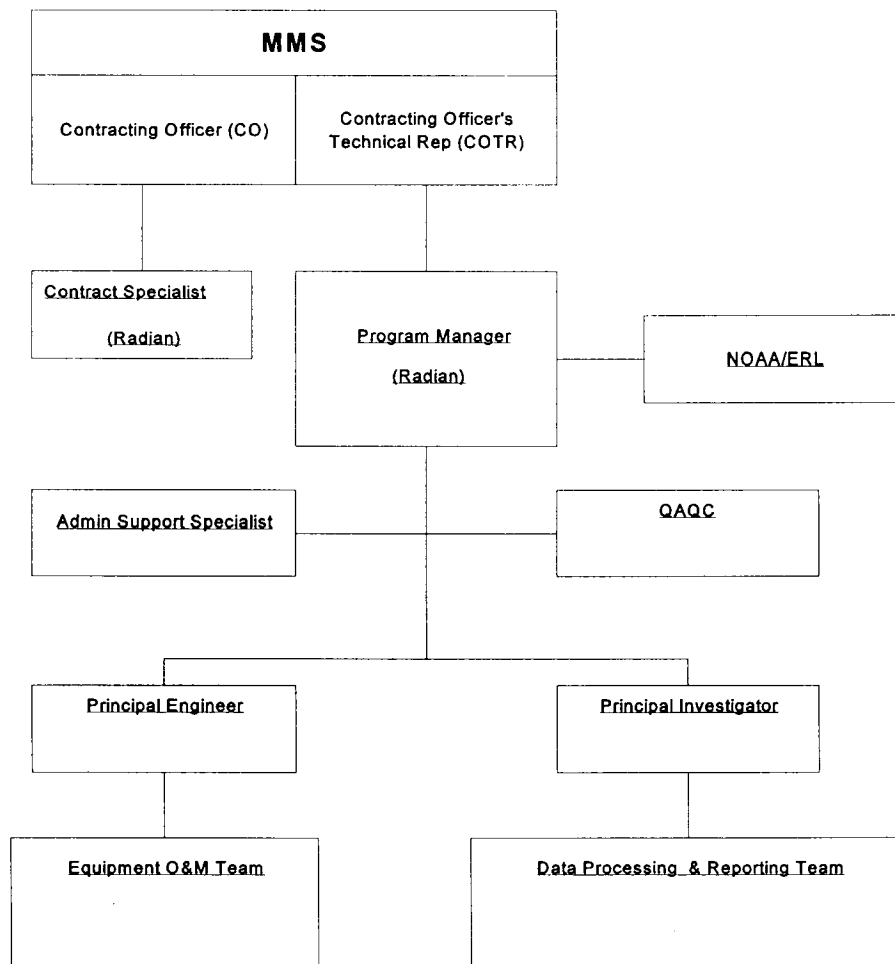 MMS
Contracting Officer (CO)
Contracting Officer's
Technical Rep (COTR)
Contract Specialist
(Radian)
Program Manager
(Radian)
NOAA/ERL
Admin Support Specialist
QAQC
Principal Engineer
Principal Investigator
Equipment O&M Team
Data Processing & Reporting Team